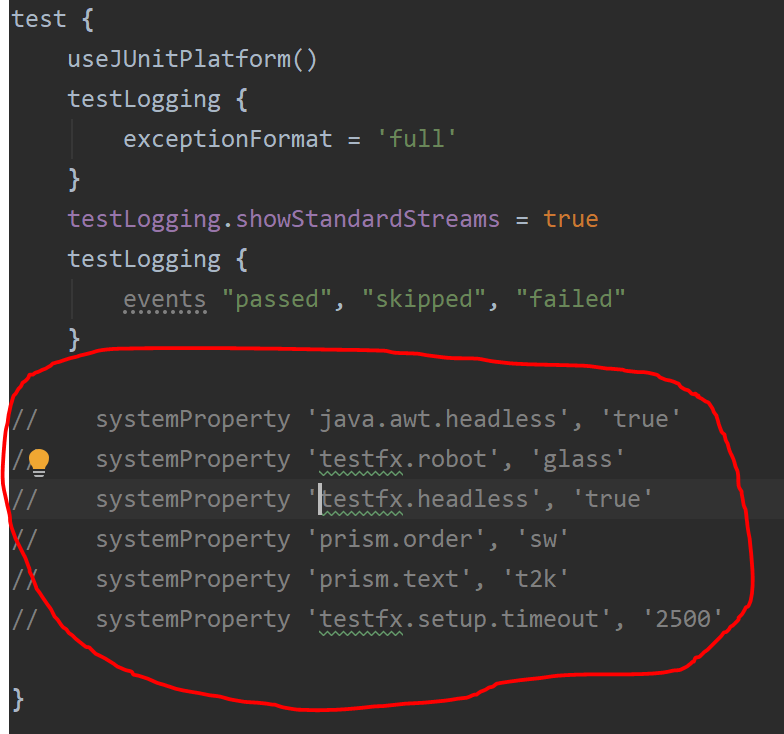 test {
    useJUnitPlatform()
    testLogging {
        exceptionFormat = 'full'
    }
    testLogging.showStandardStreams = true
    testLogging {
        events "passed", "skipped", "failed"
    }
//    systemProperty 'java.awt.headless', 'true'
//    systemProperty 'testfx.robot', 'glass'
//    systemProperty 'testfx.headless', 'true'
//    systemProperty 'prism.order', 'sw'
//    systemProperty 'prism.text', 't2k'
//    systemProperty 'testfx.setup.timeout', '2500'
}